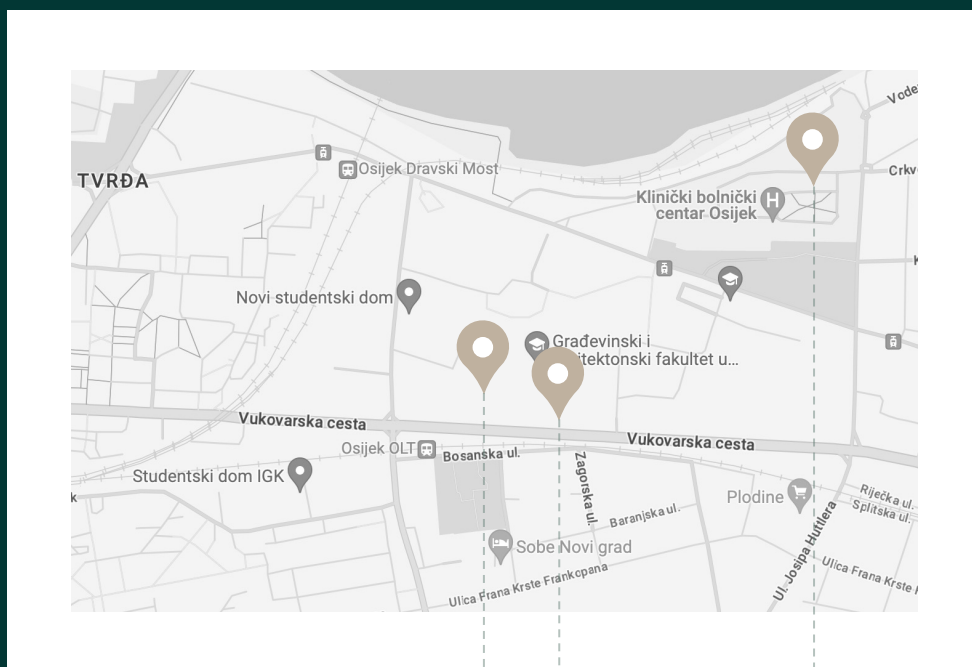 Vode
TVRĐA
Osijek Dravski Most
Crkv
Klinički bolnički
centar Osijek
H
K
Novi studentski dom
Građevinski i
itektonski fakultet u...
Vukovarska cesta
Vukovarska cesta
Osijek OLT
Bosanska ul.
Studentski dom IGK
Zagorska ul.
Plodine
k
Riječka ul.
Splitska ul.
Baranjska ul.
Ul. Josipa Huttlera
Sobe Novi grad
Ulica Frana Krste Frankopana
Ulica Frana Krste F